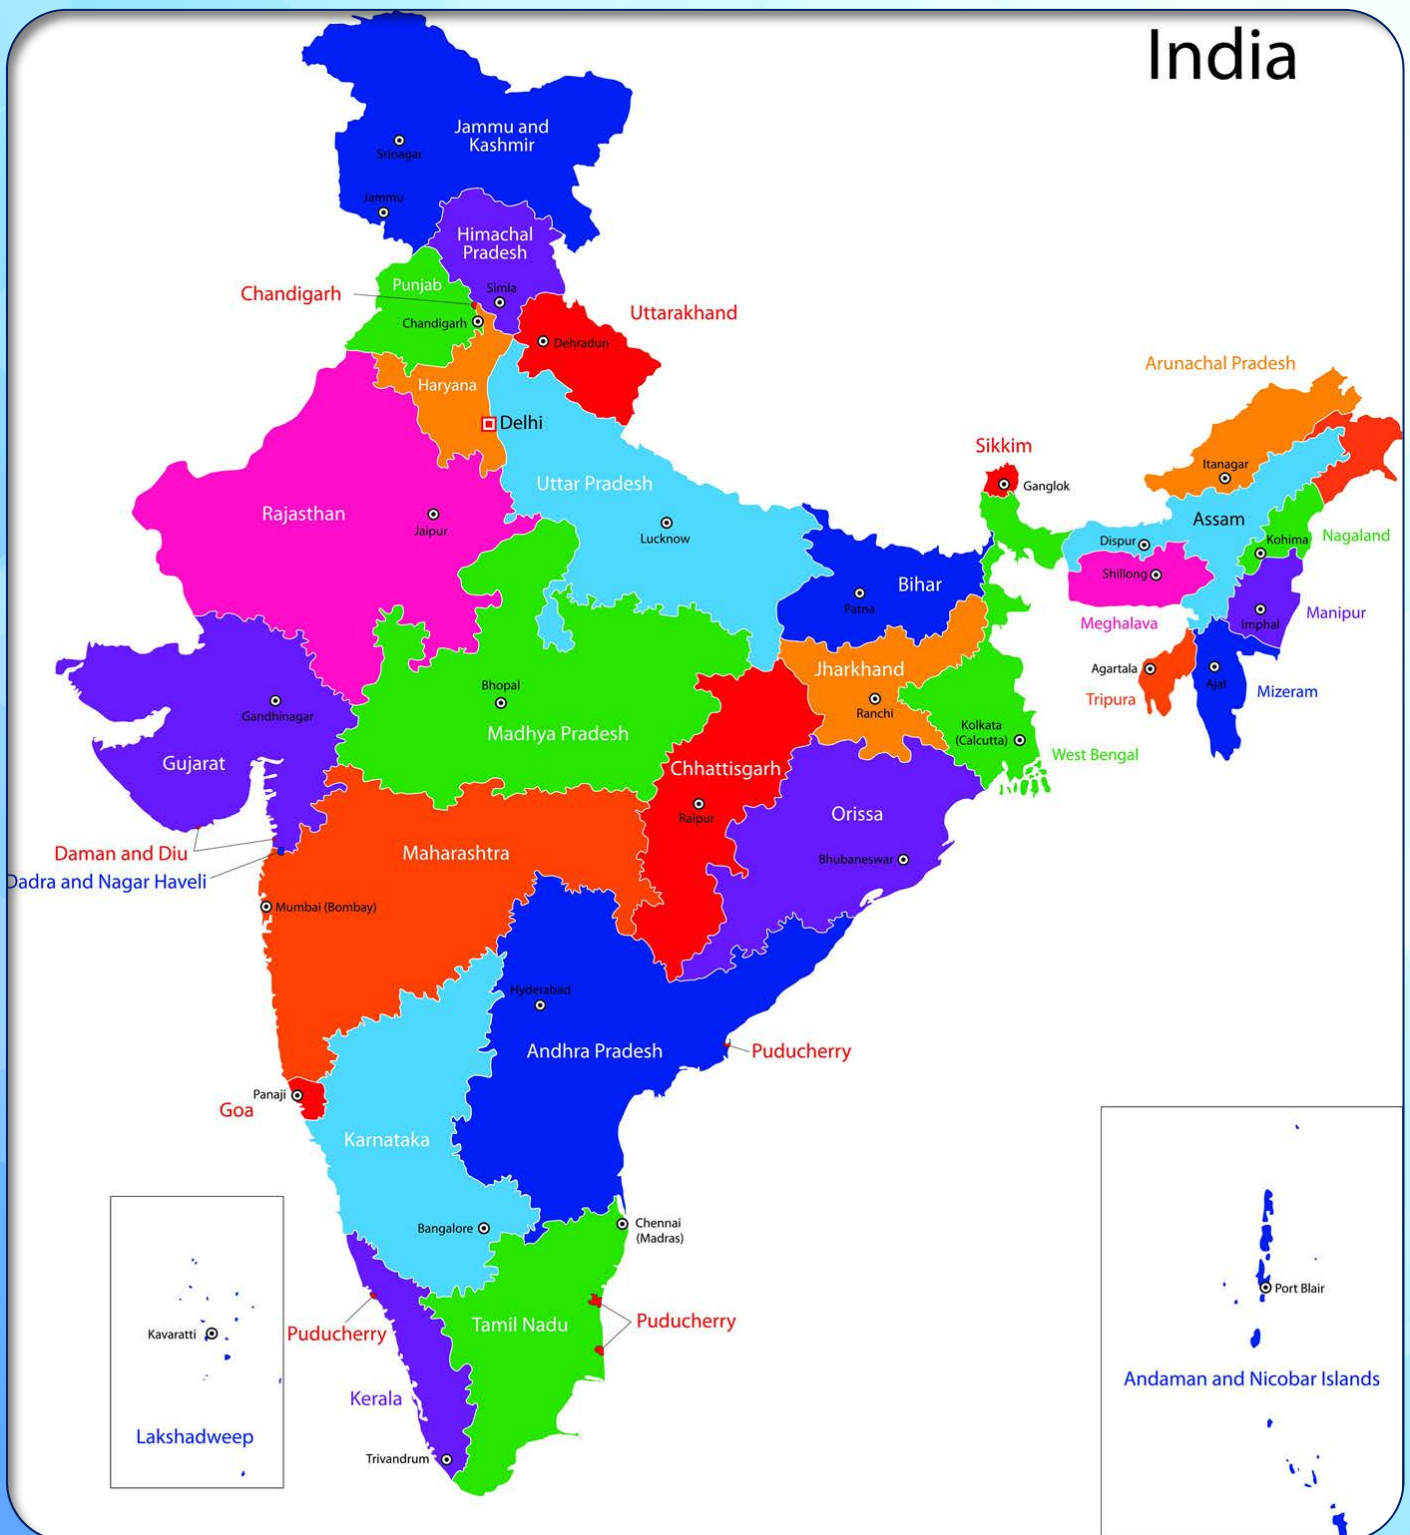 India
Jammu and
Kashmir
Srinagar
Jammu
Himachal
Pradesh
Simla
Punjab
Chandigarh
Chandigarh
Uttarakhand
Dehradun
Haryana
Delhi
Arunachal Pradesh
Itanagar
Sikkim
Ganglok
Uttar Pradesh
Lucknow
Rajasthan
Jaipur
Assam
Dispur
Kohima
Nagaland
Shillong
Meghalava
Imphal
Manipur
Bihar
Patna
Jharkhand
Ranchi
Agartala
Tripura
Ajal
Mizeram
Kolkata
(Calcutta)
West Bengal
Gandhinagar
Gujarat
Bhopal
Madhya Pradesh
Chhattisgarh
Raipur
Orissa
Bhubaneswar
Daman and Diu
Dadra and Nagar Haveli
Maharashtra
Mumbai (Bombay)
Hyderabad
Andhra Pradesh
Puducherry
Panaji
Goa
Karnataka
Bangalore
Chennai
(Madras)
Tamil Nadu
Puducherry
Puducherry
Kerala
Trivandrum
Kavaratti
Lakshadweep
Port Blair
Andaman and Nicobar Islands